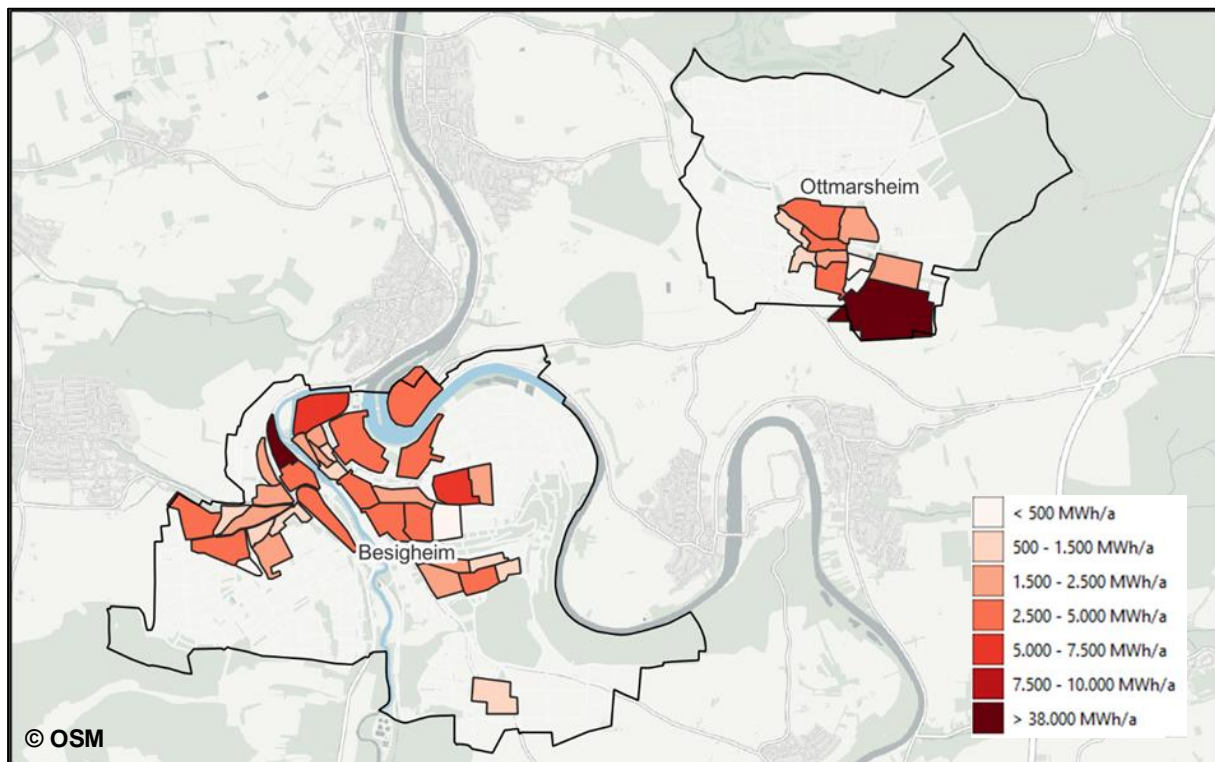 Ottmarsheim
Besigheim
< 500 MWh/a
500 - 1.500 MWh/a
1.500 - 2.500 MWh/a
2.500 - 5.000 MWh/a
5.000 - 7.500 MWh/a
7.500 - 10.000 MWh/a
> 38.000 MWh/a
© OSM